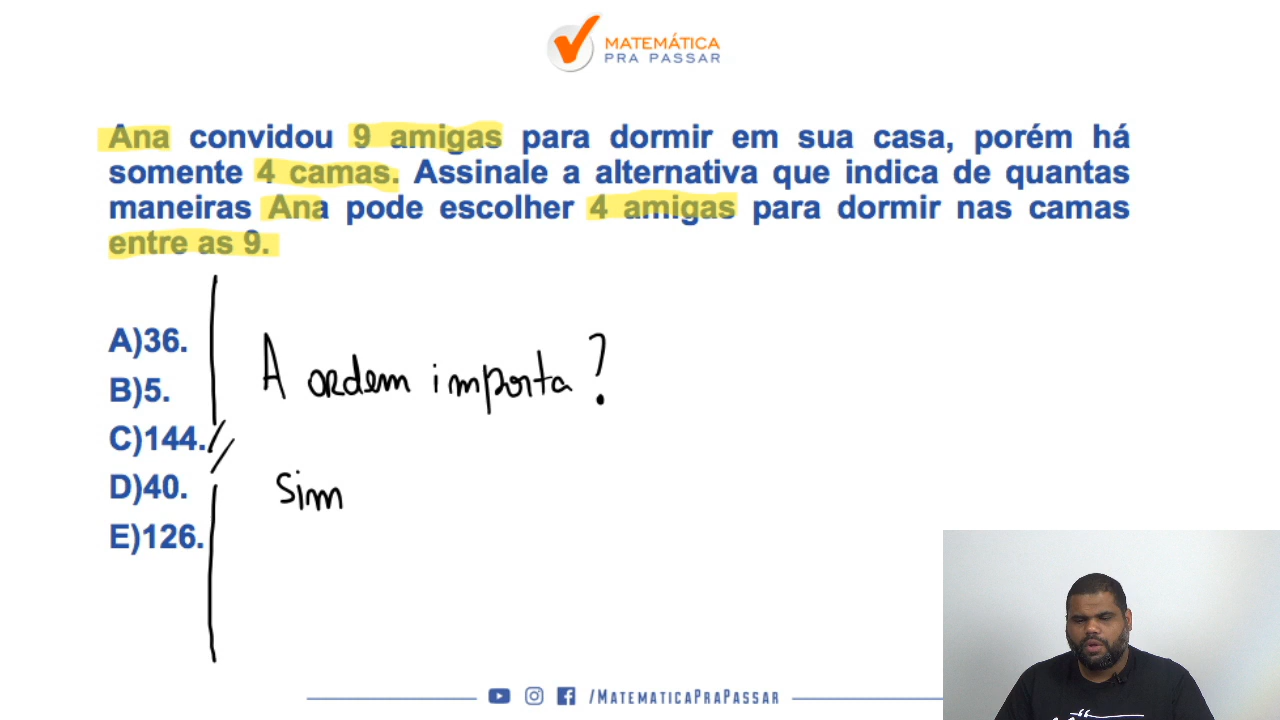 MATEMÁTICA
PRA PASSAR
Ana convidou 9 amigas para dormir em sua casa, porém há
somente 4 camas. Assinale a alternativa que indica de quantas
maneiras Ana pode escolher 4 amigas para dormir nas camas
entre as 9.
A)36.
B)5.
C)144.
D)40.
E)126.
A ordem importa?
Sim
/MATEMATICAPRAPASSAR